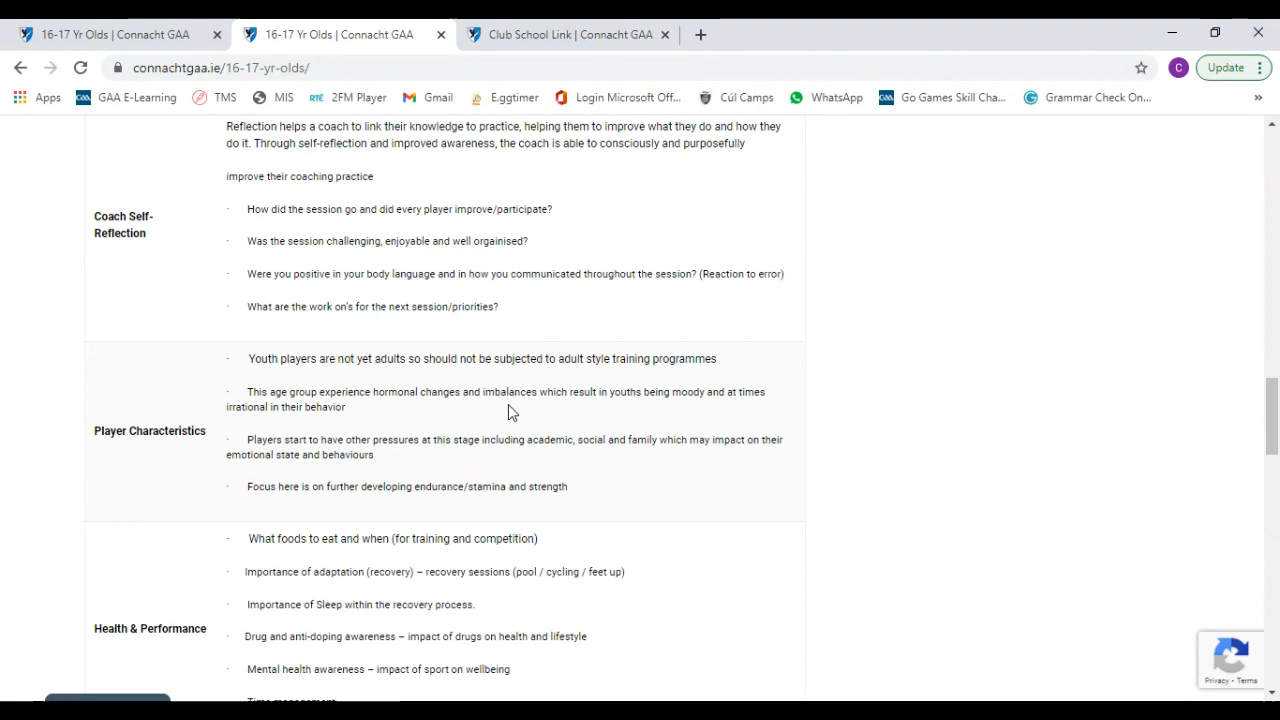 16-17 Yr Olds | Connacht GAA
16-17 Yr Olds | Connacht GAA
Club School Link | Connacht GAA
connachtgaa.ie/16-17-yr-olds/
C
Update
Apps
GAA E-Learning
TMS
MIS
RTÉ 2FM Player
Gmail
E.ggtimer
Login Microsoft Off...
Cúl Camps
WhatsApp
Go Games Skill Cha...
Grammar Check On...
»
Reflection helps a coach to link their knowledge to practice, helping them to improve what they do and how they
do it. Through self-reflection and improved awareness, the coach is able to consciously and purposefully
improve their coaching practice
Coach Self-
Reflection
· How did the session go and did every player improve/participate?
· Was the session challenging, enjoyable and well orgainised?
· Were you positive in your body language and in how you communicated throughout the session? (Reaction to error)
· What are the work on's for the next session/priorities?
Player Characteristics
· Youth players are not yet adults so should not be subjected to adult style training programmes
· This age group experience hormonal changes and imbalances which result in youths being moody and at times
irrational in their behavior
· Players start to have other pressures at this stage including academic, social and family which may impact on their
emotional state and behaviours
· Focus here is on further developing endurance/stamina and strength
Health & Performance
· What foods to eat and when (for training and competition)
· Importance of adaptation (recovery) – recovery sessions (pool / cycling / feet up)
· Importance of Sleep within the recovery process.
· Drug and anti-doping awareness – impact of drugs on health and lifestyle
· Mental health awareness – impact of sport on wellbeing
Time management
Privacy - Terms